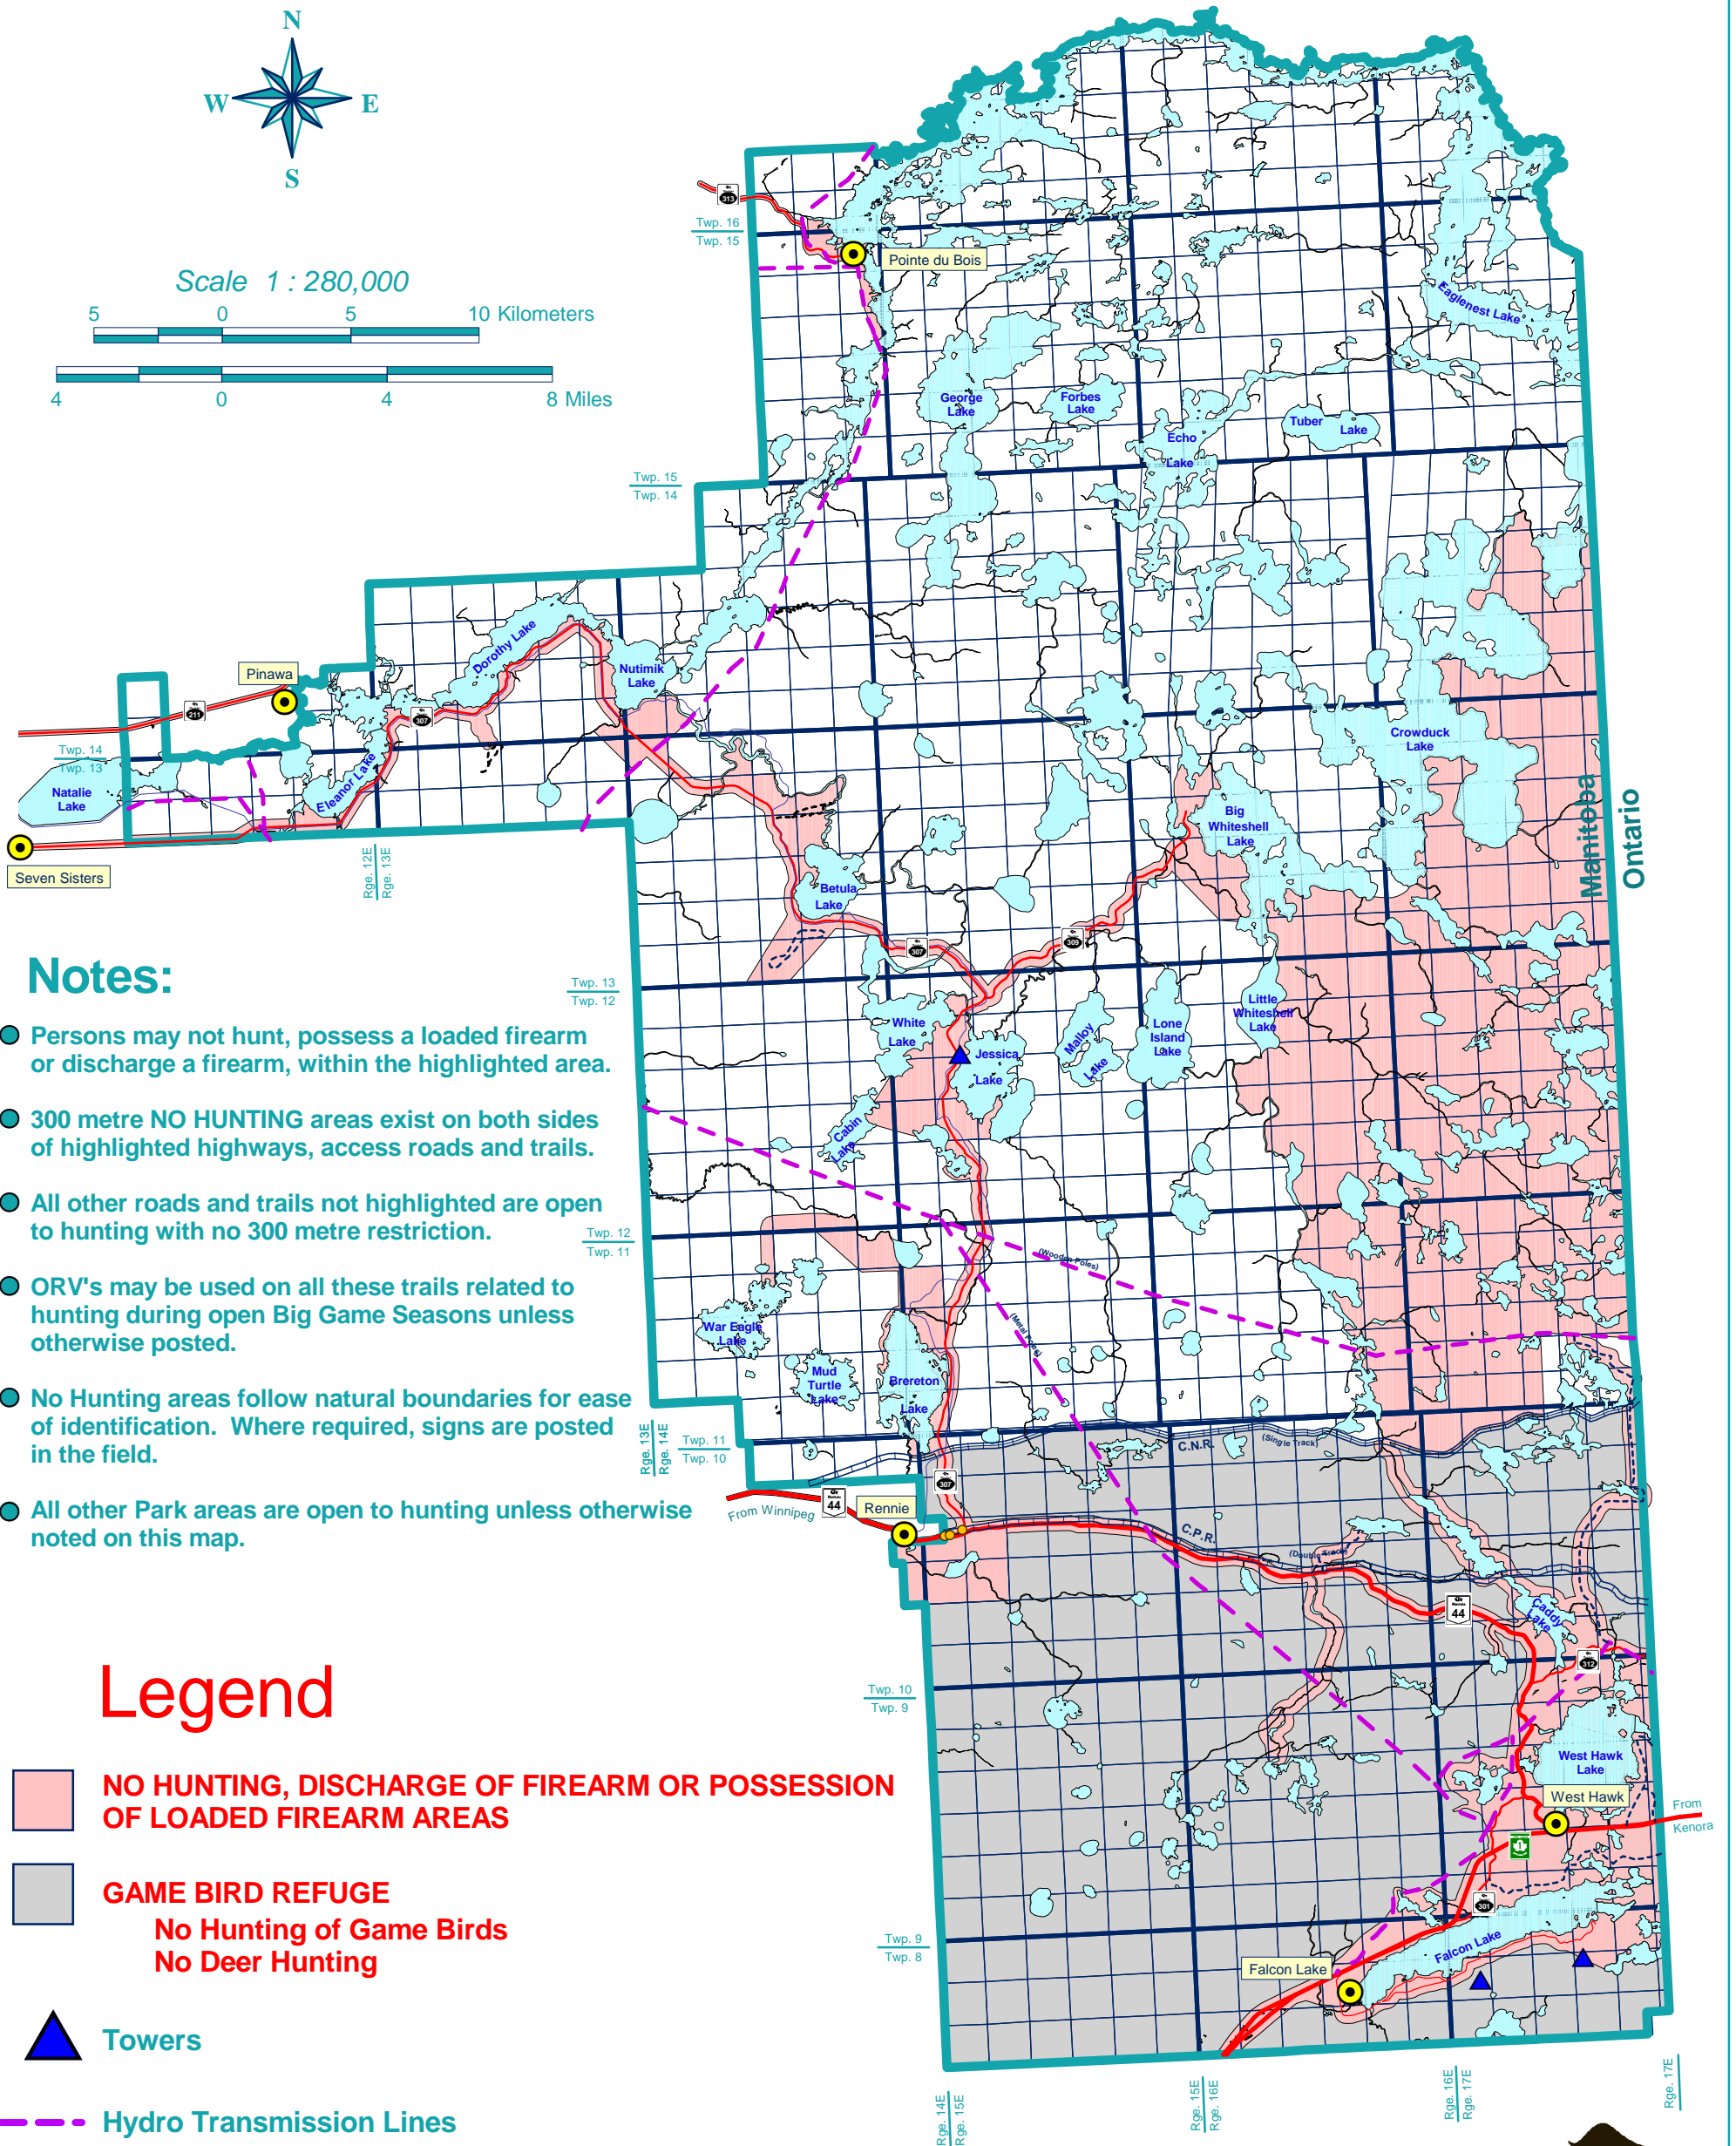 N
W E
S
Scale 1 : 280,000
5 0 5 10 Kilometers
4 0 4 8 Miles
313
Twp. 16
Twp. 15
Pointe du Bois
Eaglenest Lake
George
Lake
Forbes
Lake
Echo
Lake
Tuber Lake
Twp. 15
Twp. 14
Dorothy Lake
Nutimik
Lake
Pinawa
211
307
Twp. 14
Twp. 13
Natalie
Lake
Eleanor Lake
Seven Sisters
Rge. 12E
Rge. 13E
Crowduck
Lake
Big
Whiteshell
Lake
Manitoba
Ontario
Betula
Lake
307
309
Twp. 13
Twp. 12
White
Lake
Jessica
Lake
Malloy
Lake
Lone
Island
Lake
Little
Whiteshell
Lake
Cabin
Lake
Twp. 12
Twp. 11
(Wooden Poles)
(Metal Poles)
War Eagle
Lake
Mud
Turtle
Lake
Brereton
Lake
Rge. 13E
Rge. 14E
Twp. 11
Twp. 10
C.N.R.
(Single Track)
307
From Winnipeg
44
Rennie
C.P.R.
(Double Track)
44
Caddy
Lake
312
Twp. 10
Twp. 9
West Hawk
Lake
West Hawk
From
Kenora
1
301
Twp. 9
Twp. 8
Falcon Lake
Falcon Lake
Rge. 14E
Rge. 15E
Rge. 15E
Rge. 16E
Rge. 16E
Rge. 17E
Rge. 17E
Notes:
Persons may not hunt, possess a loaded firearm
or discharge a firearm, within the highlighted area.
300 metre NO HUNTING areas exist on both sides
of highlighted highways, access roads and trails.
All other roads and trails not highlighted are open
to hunting with no 300 metre restriction.
ORV's may be used on all these trails related to
hunting during open Big Game Seasons unless
otherwise posted.
No Hunting areas follow natural boundaries for ease
of identification. Where required, signs are posted
in the field.
All other Park areas are open to hunting unless otherwise
noted on this map.
Legend
NO HUNTING, DISCHARGE OF FIREARM OR POSSESSION
OF LOADED FIREARM AREAS
GAME BIRD REFUGE
No Hunting of Game Birds
No Deer Hunting
Towers
Hydro Transmission Lines